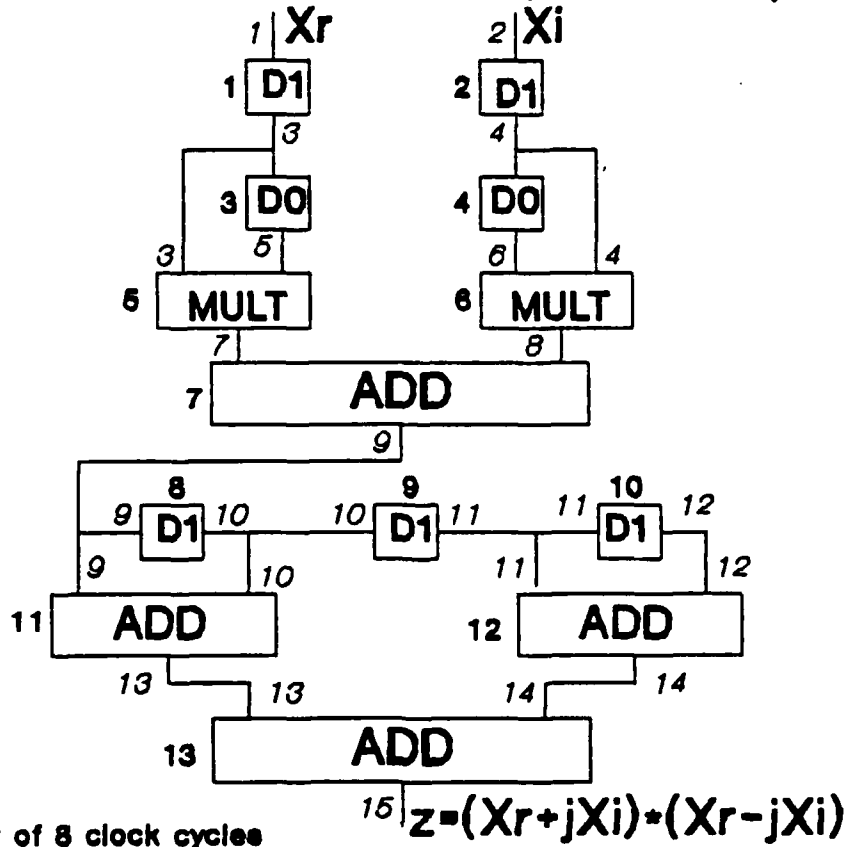 1 Xr 2 Xi
1 D1 2 D1
3 4
3 D0 4 D0
3 5 6 4
5 MULT 6 MULT
7 8
7 ADD
9
8 9 10
9 D1 10 10 D1 11 11 D1 12
9 10 11 12
11 ADD 12 ADD
13 13 14 14
13 ADD
15 z=(Xr+jXi)*(Xr-jXi)
of 8 clock cycles